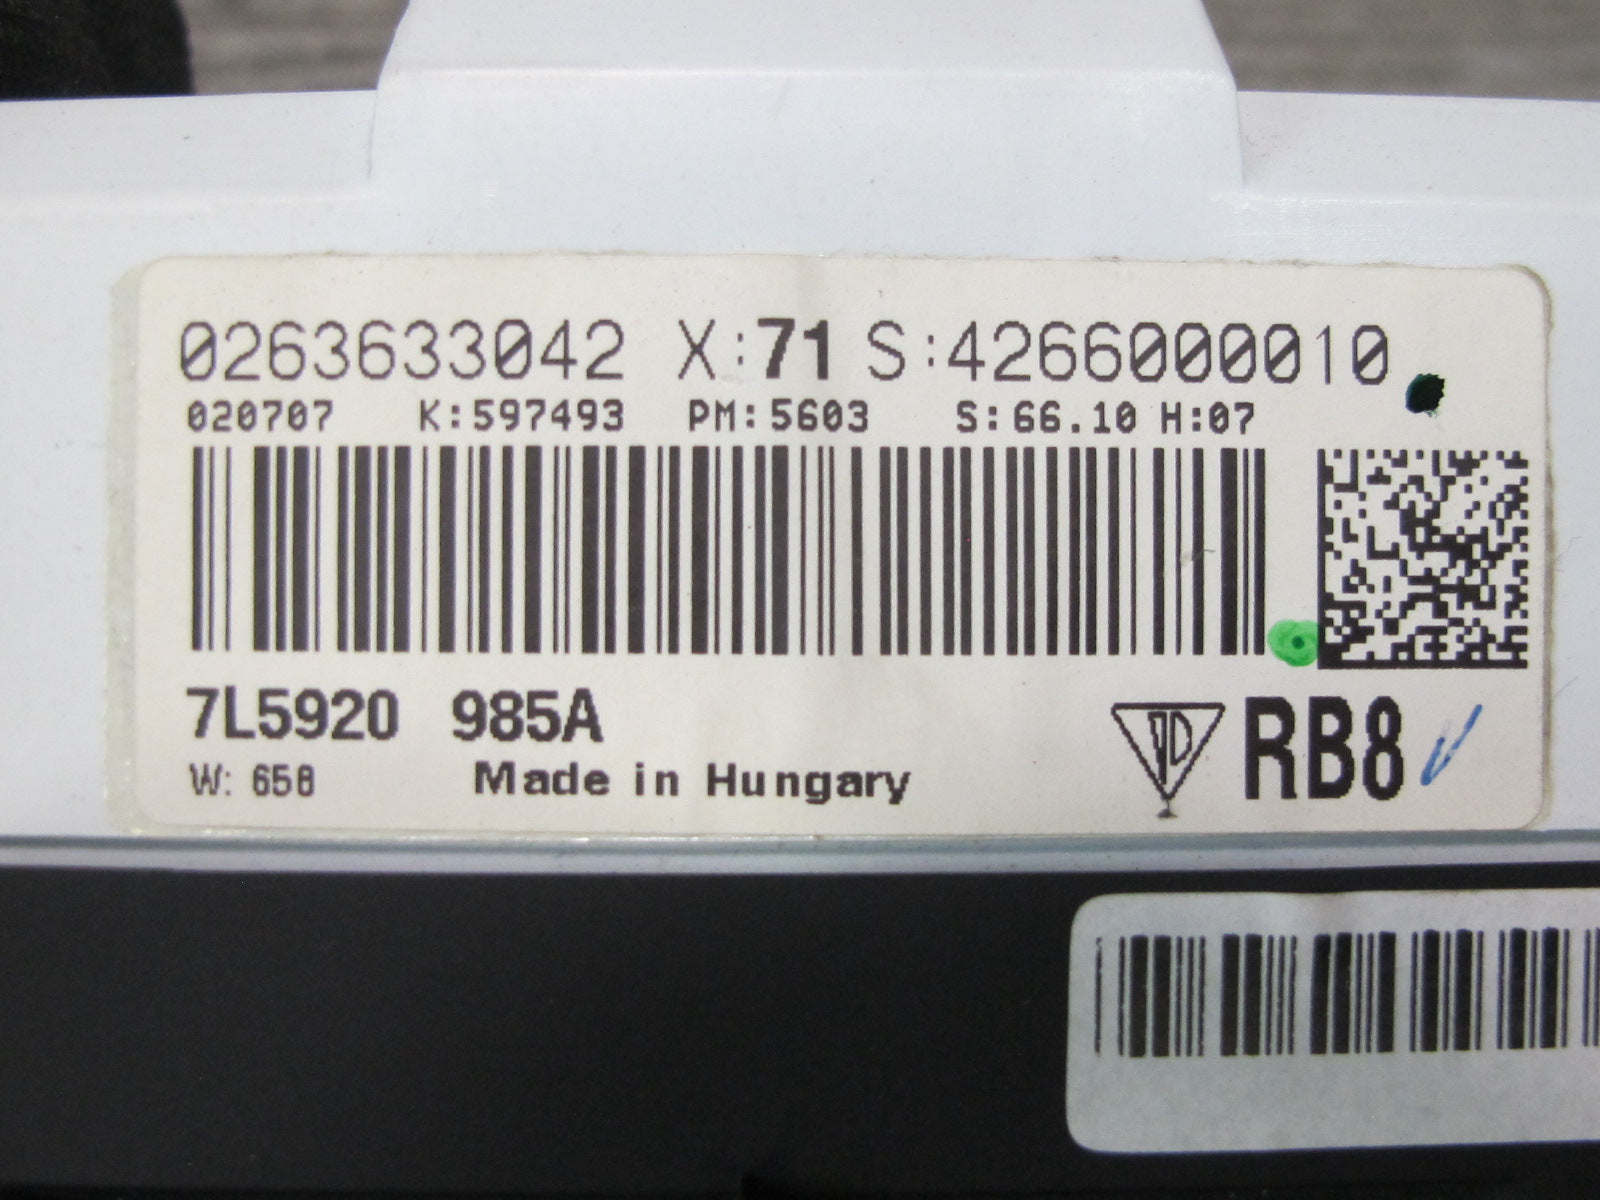 0263633042 X:71 S:4266000010
020707 K:597493 PM:5603 S:66.10 H:07
7L5920 985A
W: 658 Made in Hungary
RB8